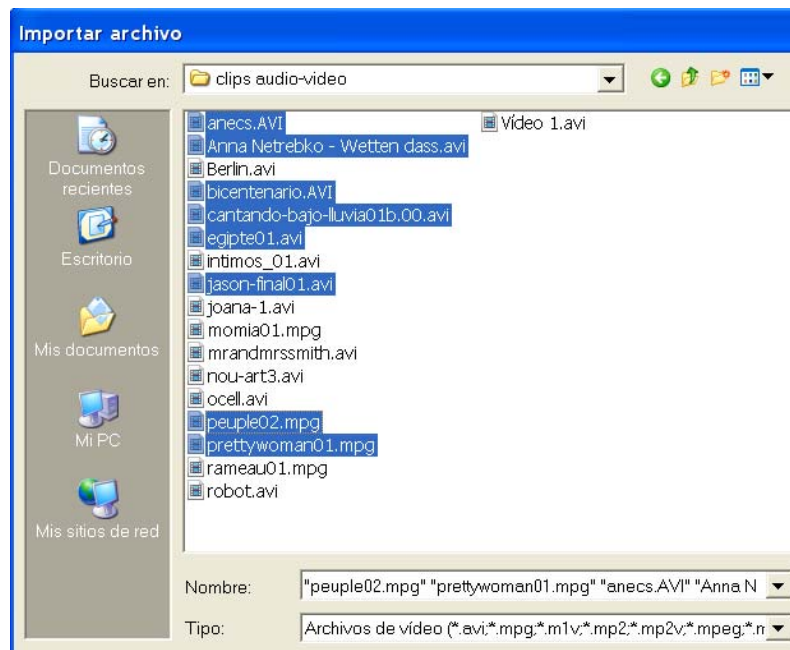 Importar archivo
Buscar en:
clips audio-video
Documentos
recientes
Escritorio
Mis documentos
Mi PC
Mis sitios de red
anecs.AVI
Anna Netrebko - Wetten dass.avi
Berlin.avi
bicentenario.AVI
cantando-bajo-lluvia01b.00.avi
egipte01.avi
intimos_01.avi
jason-final01.avi
joana-1.avi
momia01.mpg
mrandmrssmith.avi
nou-art3.avi
ocell.avi
peuple02.mpg
prettywoman01.mpg
rameau01.mpg
robot.avi
Vídeo 1.avi
Nombre:
"peuple02.mpg" "prettywoman01.mpg" "anecs.AVI" "Anna N
Tipo:
Archivos de vídeo (*.avi;*.mpg;*.m1v;*.mp2;*.mp2v;*.mpeg;*.m